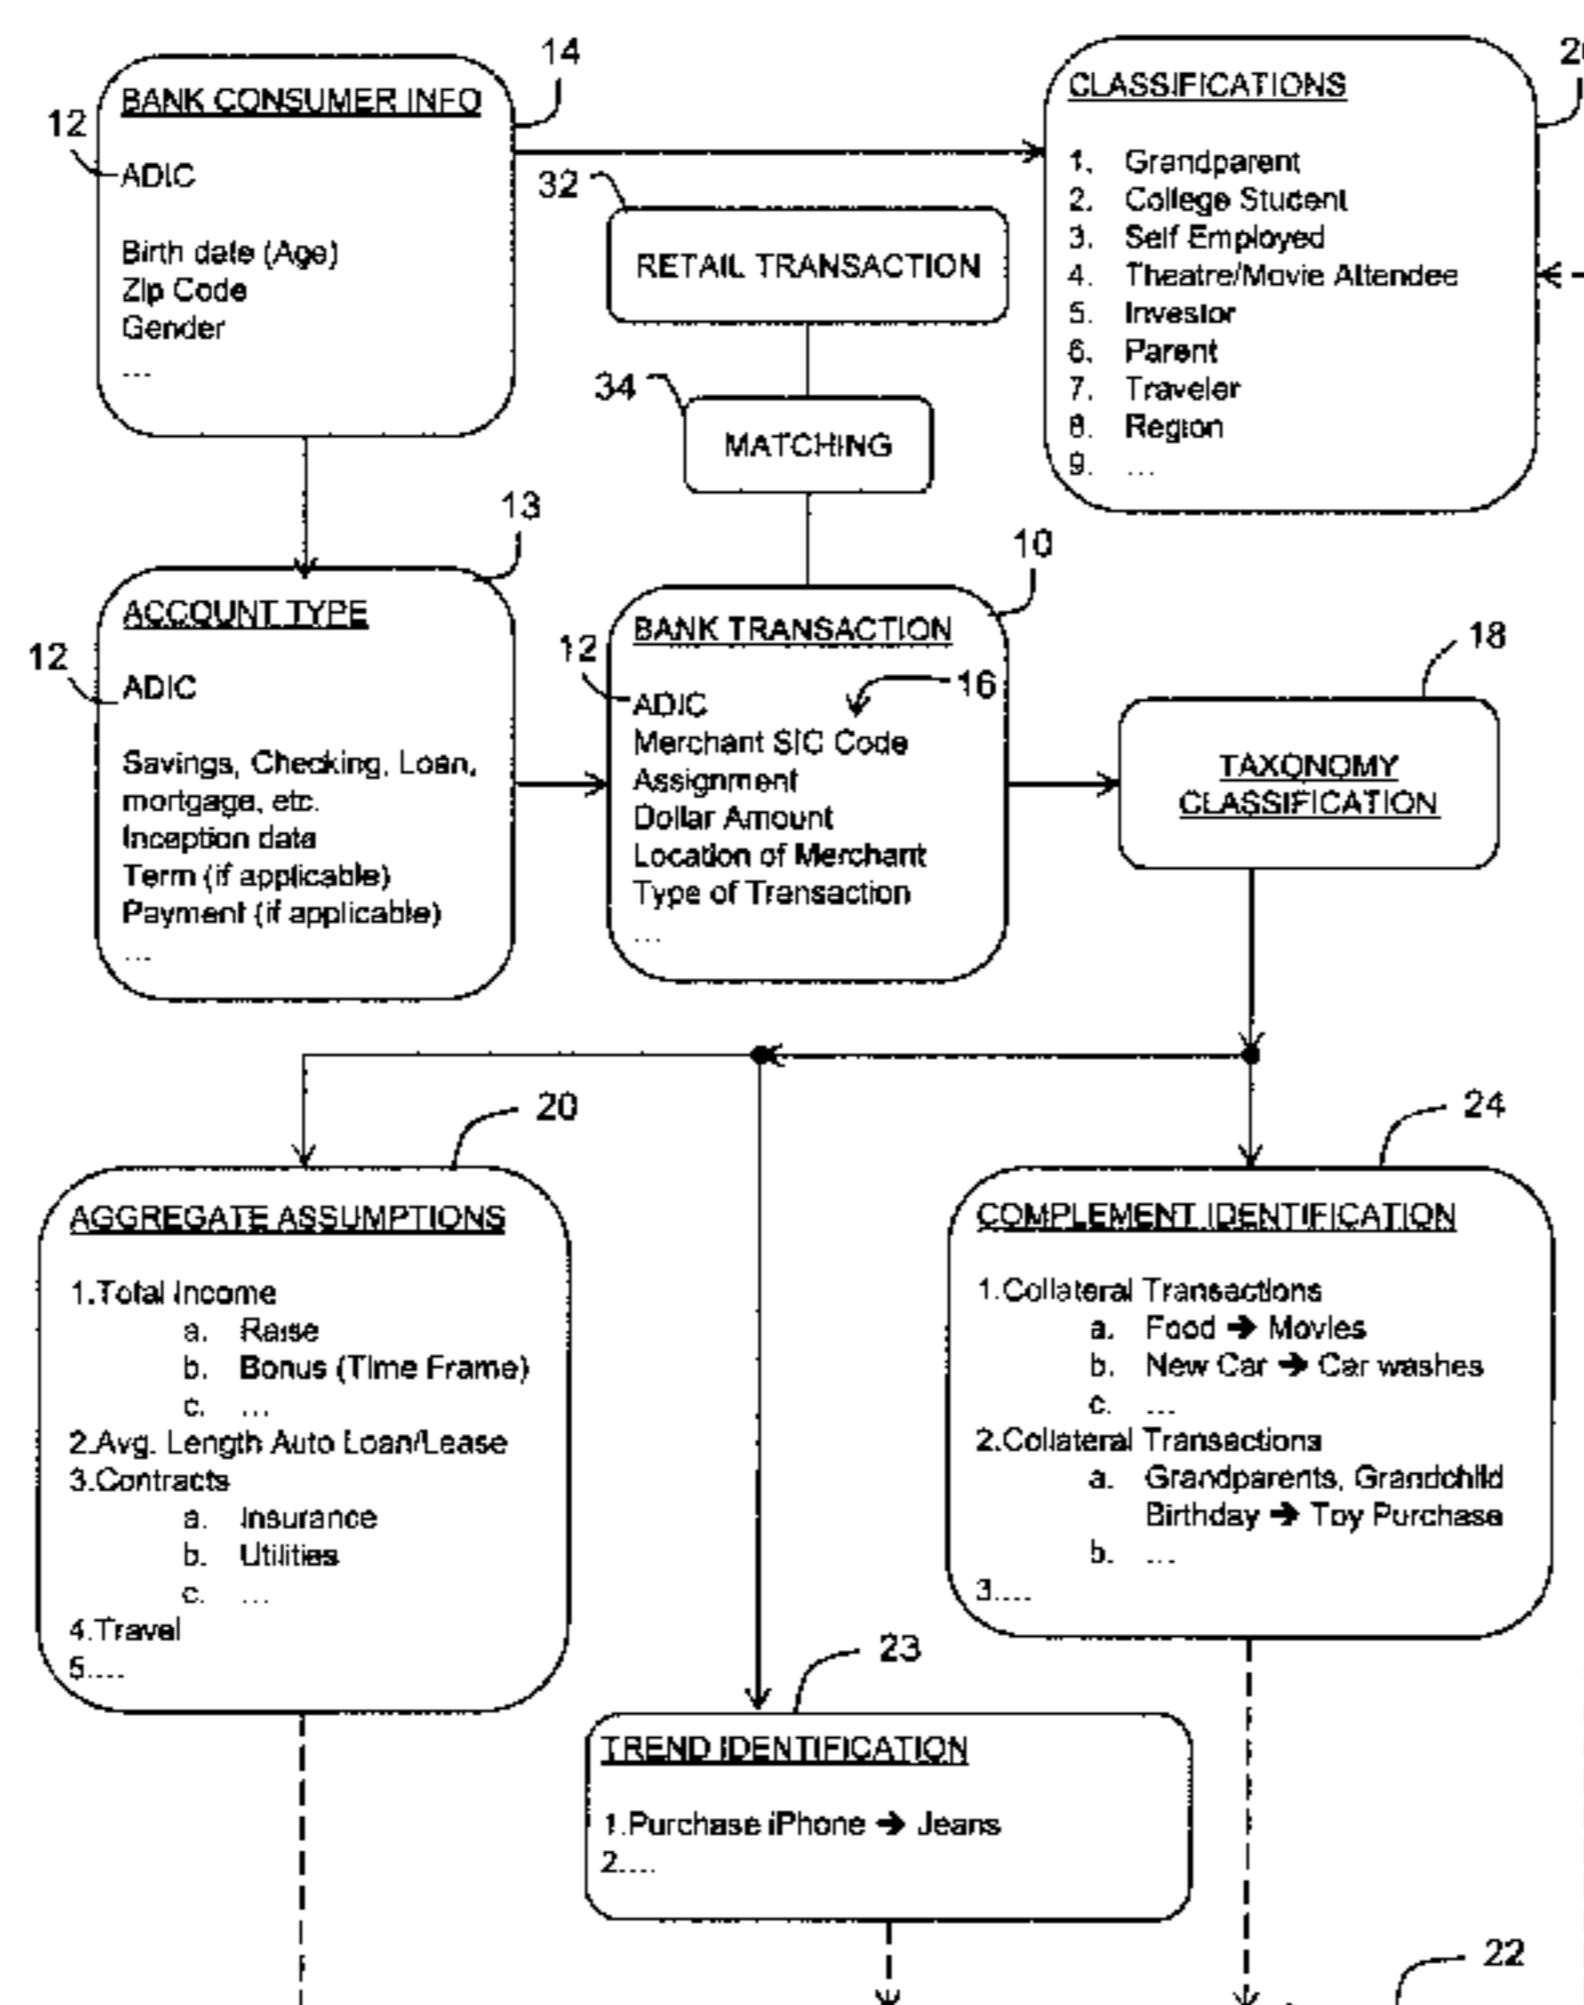 14
BANK CONSUMER INFO
12
ADIC
Birth date (Age)
Zip Code
Gender
...
CLASSIFICATIONS
1. Grandparent
2. College Student
3. Self Employed
4. Theatre/Movie Attendee
5. Investor
6. Parent
7. Traveler
8. Region
9. ...
32
RETAIL TRANSACTION
34
MATCHING
13
ACCOUNT TYPE
12
ADIC
Savings, Checking, Loan,
mortgage, etc.
Inception date
Term (if applicable)
Payment (if applicable)
...
10
BANK TRANSACTION
12
16
ADIC
Merchant SIC Code
Assignment
Dollar Amount
Location of Merchant
Type of Transaction
...
18
TAXONOMY
CLASSIFICATION
20
AGGREGATE ASSUMPTIONS
1.Total Income
a. Raise
b. Bonus (Time Frame)
c. ...
2.Avg. Length Auto Loan/Lease
3.Contracts
a. Insurance
b. Utilities
c. ...
4.Travel
5....
24
COMPLEMENT IDENTIFICATION
1.Collateral Transactions
a. Food ➔ Movies
b. New Car ➔ Car washes
c. ...
2.Collateral Transactions
a. Grandparents, Grandchild
Birthday ➔ Toy Purchase
b. ...
3....
23
TREND IDENTIFICATION
1.Purchase iPhone ➔ Jeans
2....
22